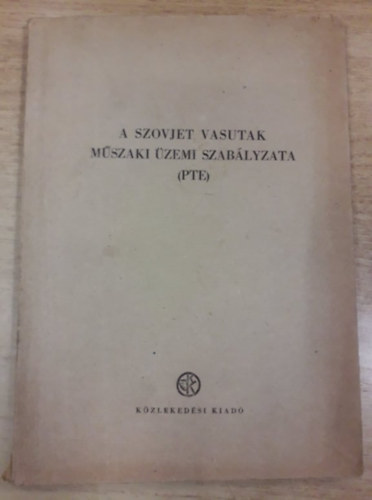 A SZOVJET VASUTAK
MŰSZAKI ÜZEMI SZABÁLYZATA
(PTE)
KÖZLEKEDÉSI KIADÓ